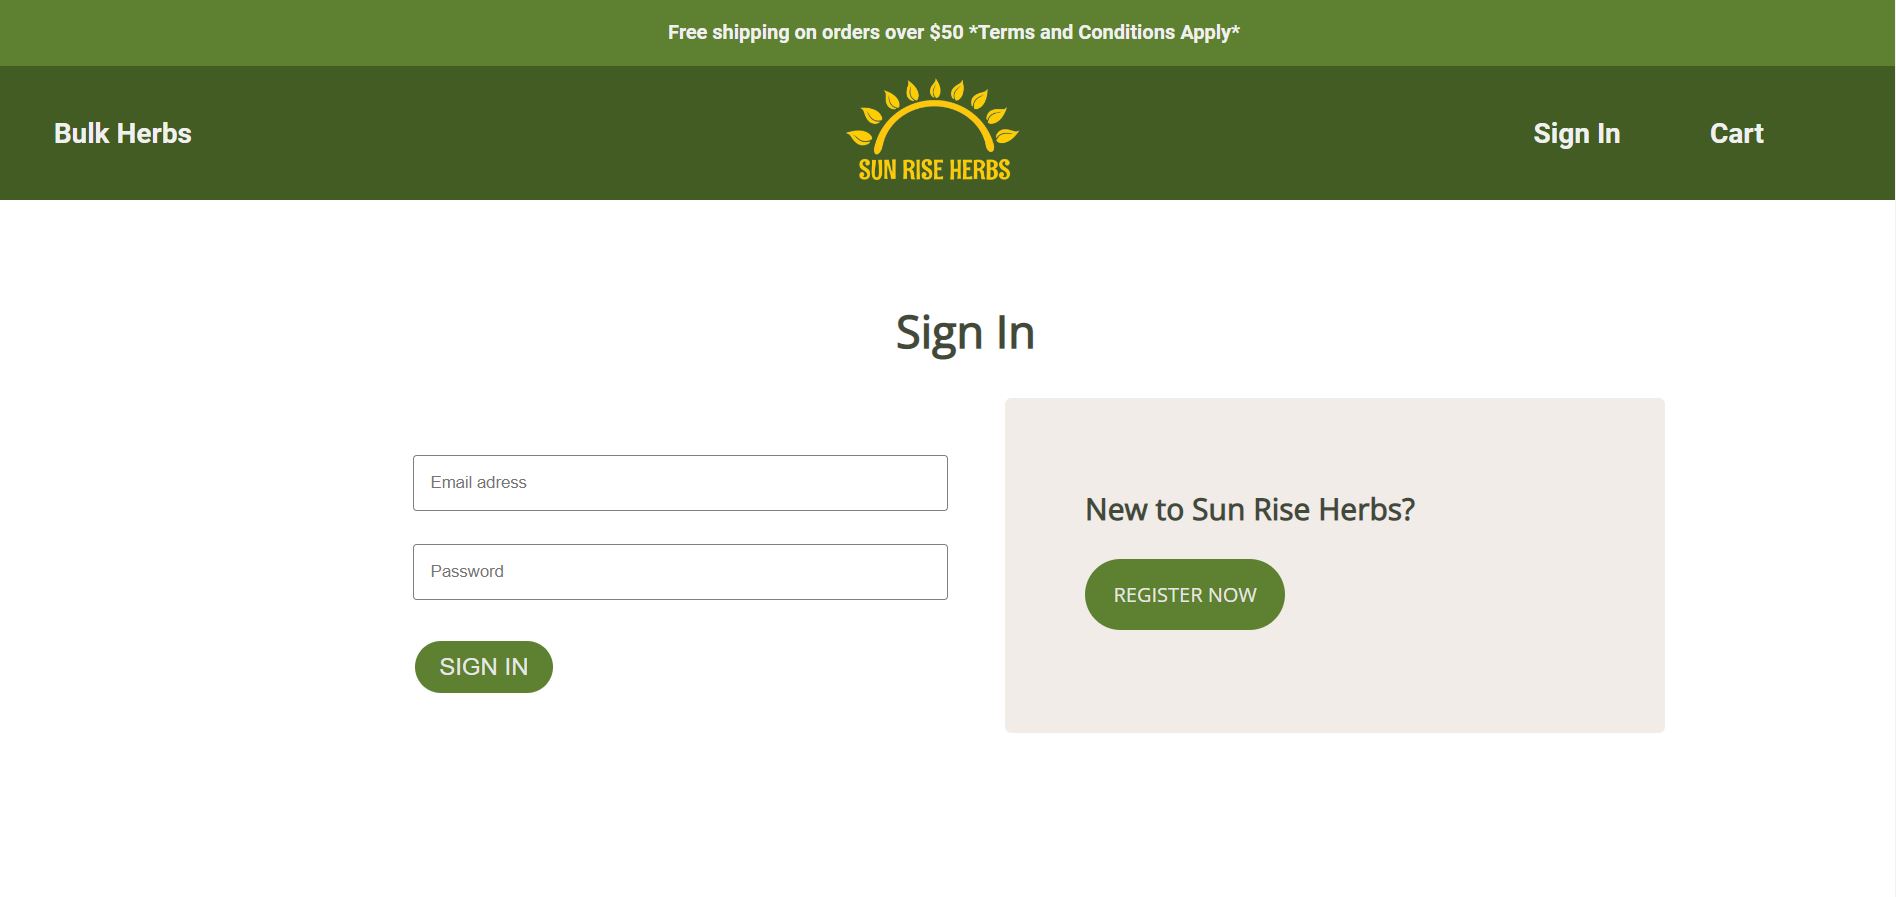 Free shipping on orders over $50 *Terms and Conditions Apply*
Bulk Herbs
SUN RISE HERBS
Sign In
Cart
Sign In
Email adress
Password
SIGN IN
New to Sun Rise Herbs?
REGISTER NOW